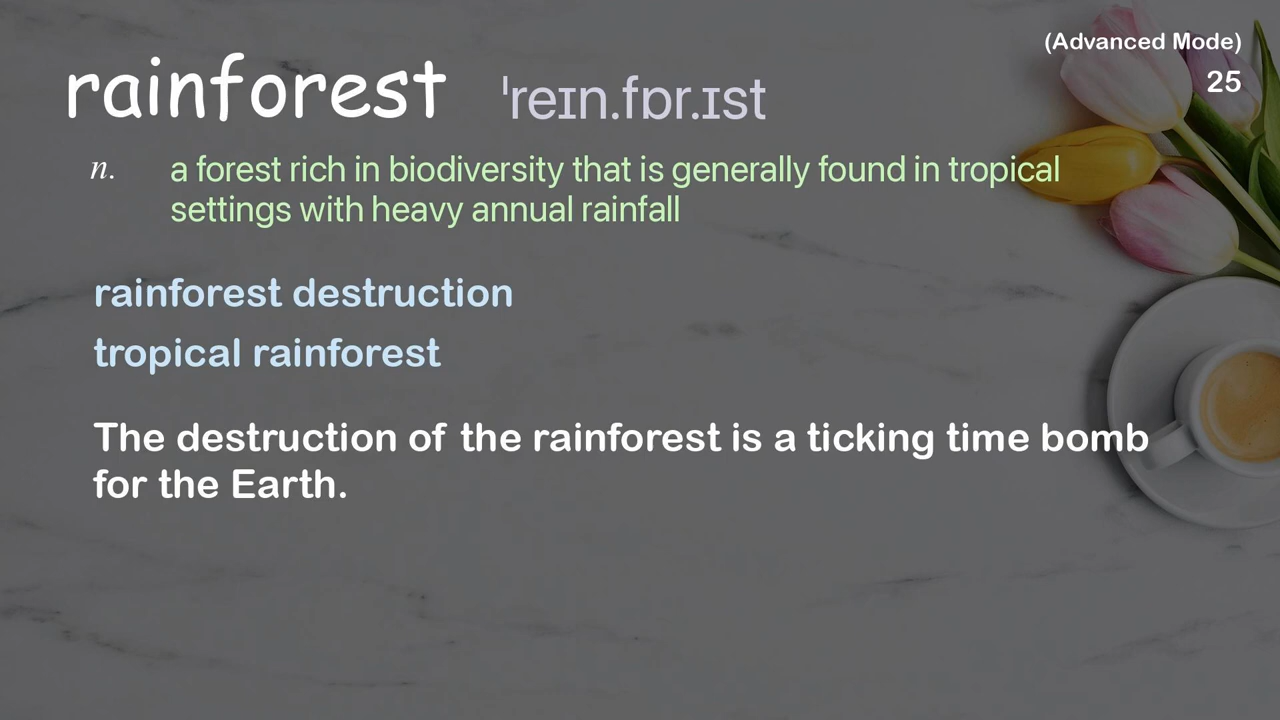 (Advanced Mode)
rainforest ˈreɪn.fɒr.ɪst
25
n. a forest rich in biodiversity that is generally found in tropical
settings with heavy annual rainfall
rainforest destruction
tropical rainforest
The destruction of the rainforest is a ticking time bomb
for the Earth.